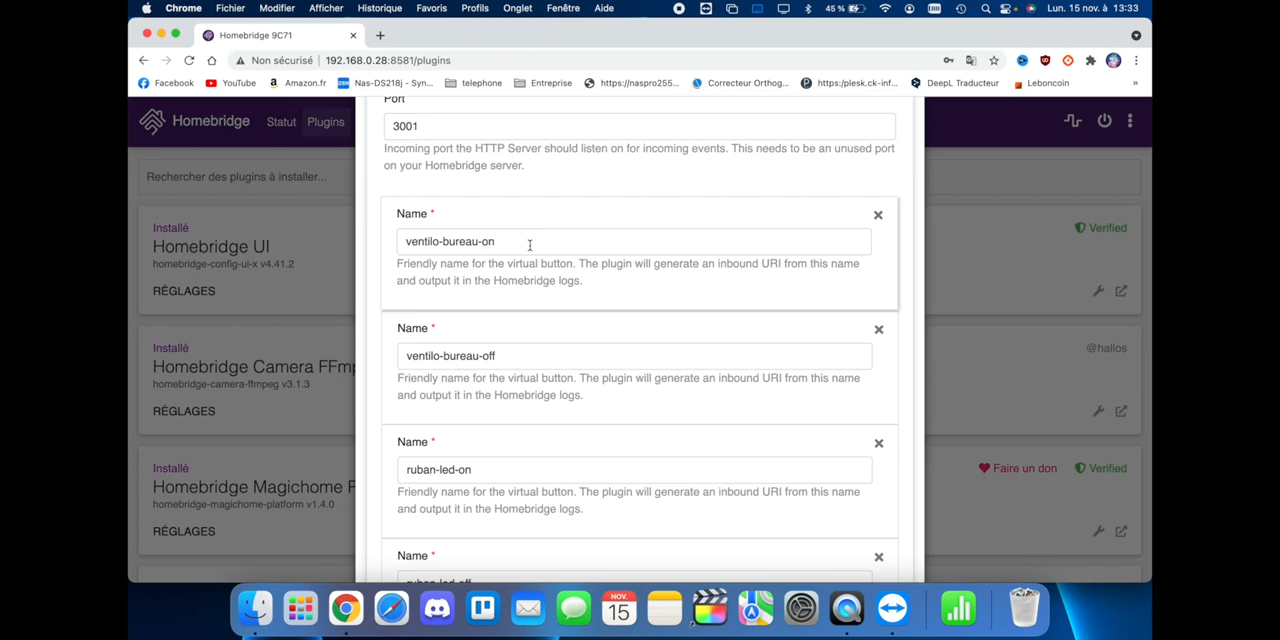 Chrome Fichier Modifier Afficher Historique Favoris Profils Onglet Fenêtre Aide 45 % Lun. 15 nov. à 13:33
Homebridge 9C71
Non sécurisé 192.168.0.28:8581/plugins
Facebook YouTube Amazon.fr Nas-DS218j - Syn... telephone Entreprise https://naspro255... Correcteur Orthog... https://plesk.ck-inf... DeepL Traducteur Leboncoin »
Homebridge Statut Plugins
Rechercher des plugins à installer...
Installé
Homebridge UI
homebridge-config-ui-x v4.41.2
RÉGLAGES
Verified
Installé
Homebridge Camera FFm
homebridge-camera-ffmpeg v3.1.3
RÉGLAGES
@hallos
Installé
Homebridge Magichome P
homebridge-magichome-platform v1.4.0
RÉGLAGES
Faire un don Verified
Port
3001
Incoming port the HTTP Server should listen on for incoming events. This needs to be an unused port
on your Homebridge server.
Name *
ventilo-bureau-on
Friendly name for the virtual button. The plugin will generate an inbound URI from this name
and output it in the Homebridge logs.
Name *
ventilo-bureau-off
Friendly name for the virtual button. The plugin will generate an inbound URI from this name
and output it in the Homebridge logs.
Name *
ruban-led-on
Friendly name for the virtual button. The plugin will generate an inbound URI from this name
and output it in the Homebridge logs.
Name *
ruban-led-off
NOV.
15